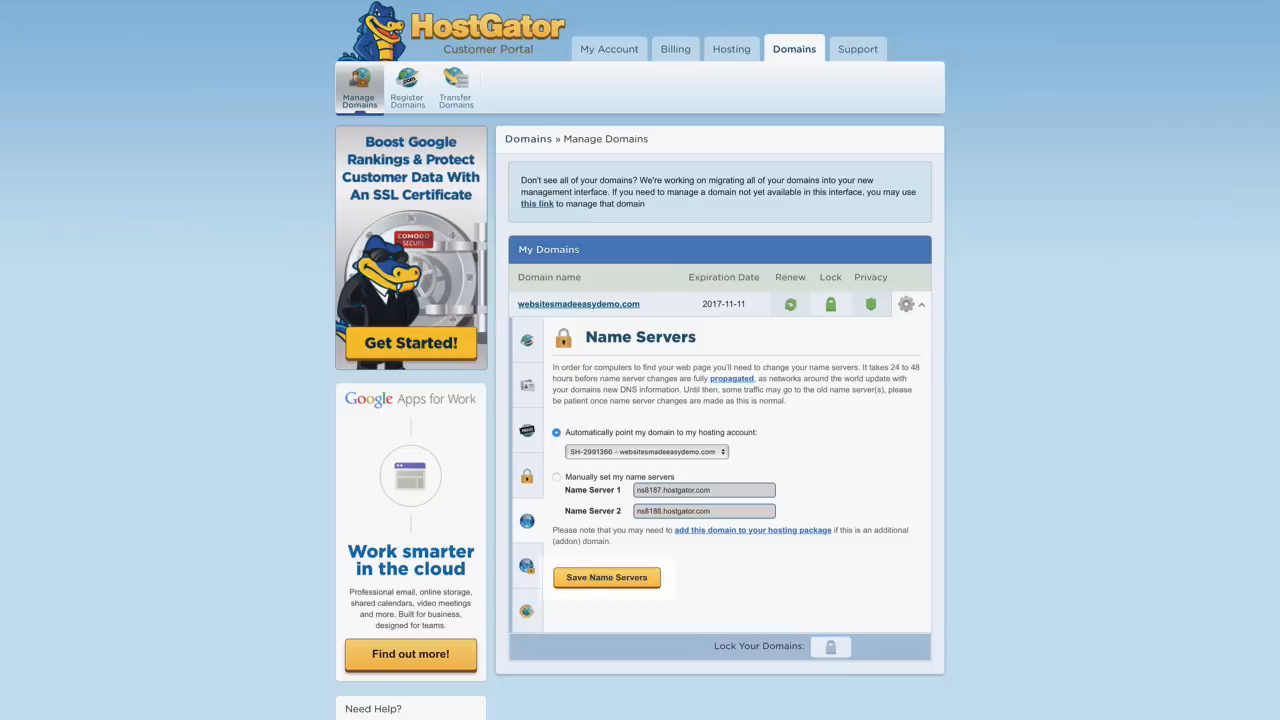 HostGator
Customer Portal
My Account
Billing
Hosting
Domains
Support
Manage
Domains
Register
Domains
Transfer
Domains
Boost Google
Rankings & Protect
Customer Data With
An SSL Certificate
COMODO
SECURE
Get Started!
Google Apps for Work
Work smarter
in the cloud
Professional email, online storage,
shared calendars, video meetings
and more. Built for business,
designed for teams.
Find out more!
Need Help?
Domains » Manage Domains
Don't see all of your domains? We're working on migrating all of your domains into your new
management interface. If you need to manage a domain not yet available in this interface, you may use
this link to manage that domain
My Domains
Domain name Expiration Date Renew Lock Privacy
websitesmadeeasydemo.com 2017-11-11
Name Servers
In order for computers to find your web page you'll need to change your name servers. It takes 24 to 48
hours before name server changes are fully propagated, as networks around the world update with
your domains new DNS information. Until then, some traffic may go to the old name server(s), please
be patient once name server changes are made as this is normal.
Automatically point my domain to my hosting account:
SH-2991366 - websitesmadeeasydemo.com
Manually set my name servers
Name Server 1 ns8187.hostgator.com
Name Server 2 ns8188.hostgator.com
Please note that you may need to add this domain to your hosting package if this is an additional
(addon) domain.
Save Name Servers
Lock Your Domains: